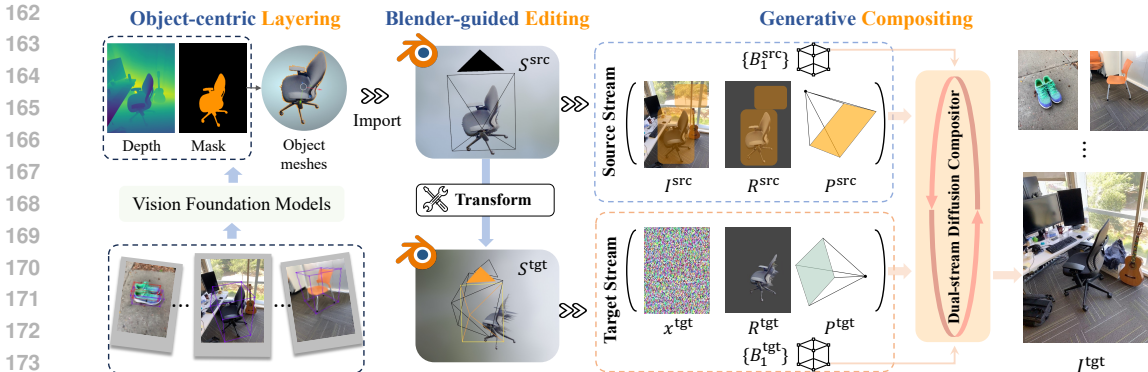 162
163
164
165
166
167
168
169
170
171
172
173
Object-centric Layering
Depth
Mask
Object
meshes
Vision Foundation Models
Import
Blender-guided Editing
S^src
Transform
S^tgt
Generative Compositing
{B_1^src}
Source Stream
I^src
R^src
P^src
Target Stream
x^tgt
R^tgt
P^tgt
{B_1^tgt}
Dual-stream Diffusion Compositor
I^tgt